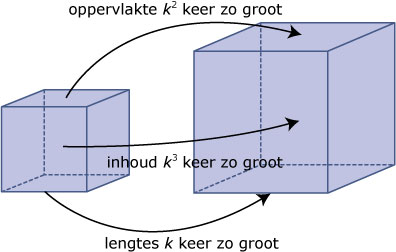 oppervlakte k² keer zo groot
inhoud k³ keer zo groot
lengtes k keer zo groot